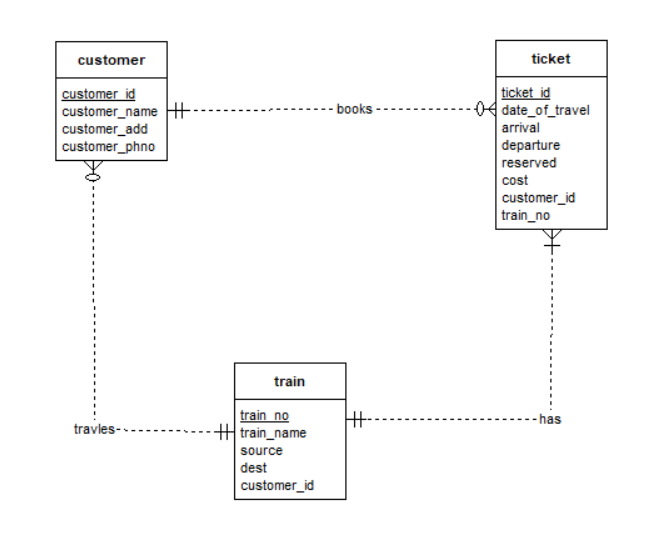 customer
customer_id
customer_name
customer_add
customer_phno
books
ticket
ticket_id
date_of_travel
arrival
departure
reserved
cost
customer_id
train_no
travles
train
train_no
train_name
source
dest
customer_id
has